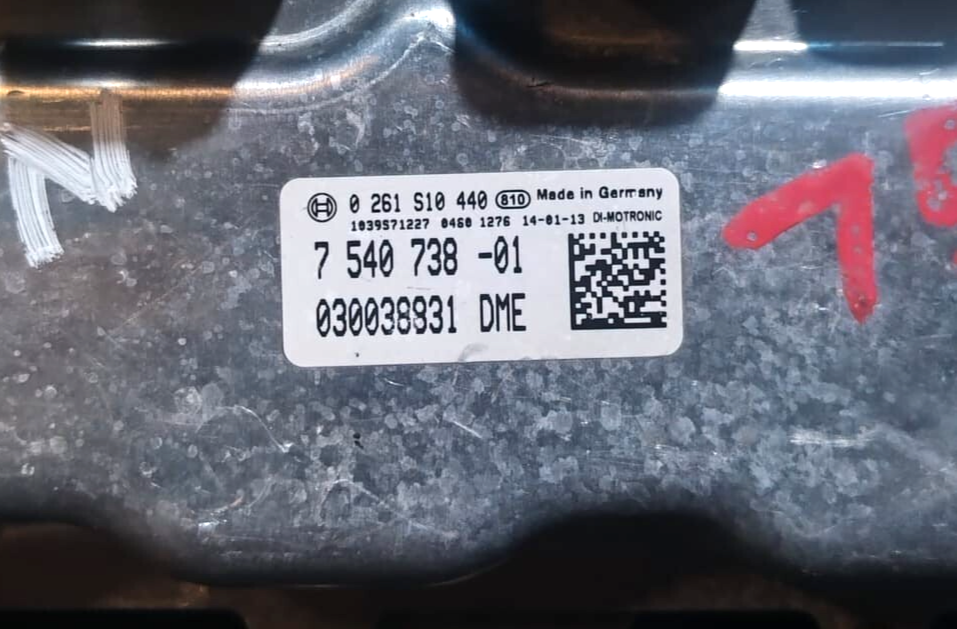 0 261 S10 440 810 Made in Germany
1039S71227 0460 1276 14-01-13 DI-MOTRONIC
7 540 738 -01
030038831 DME
N